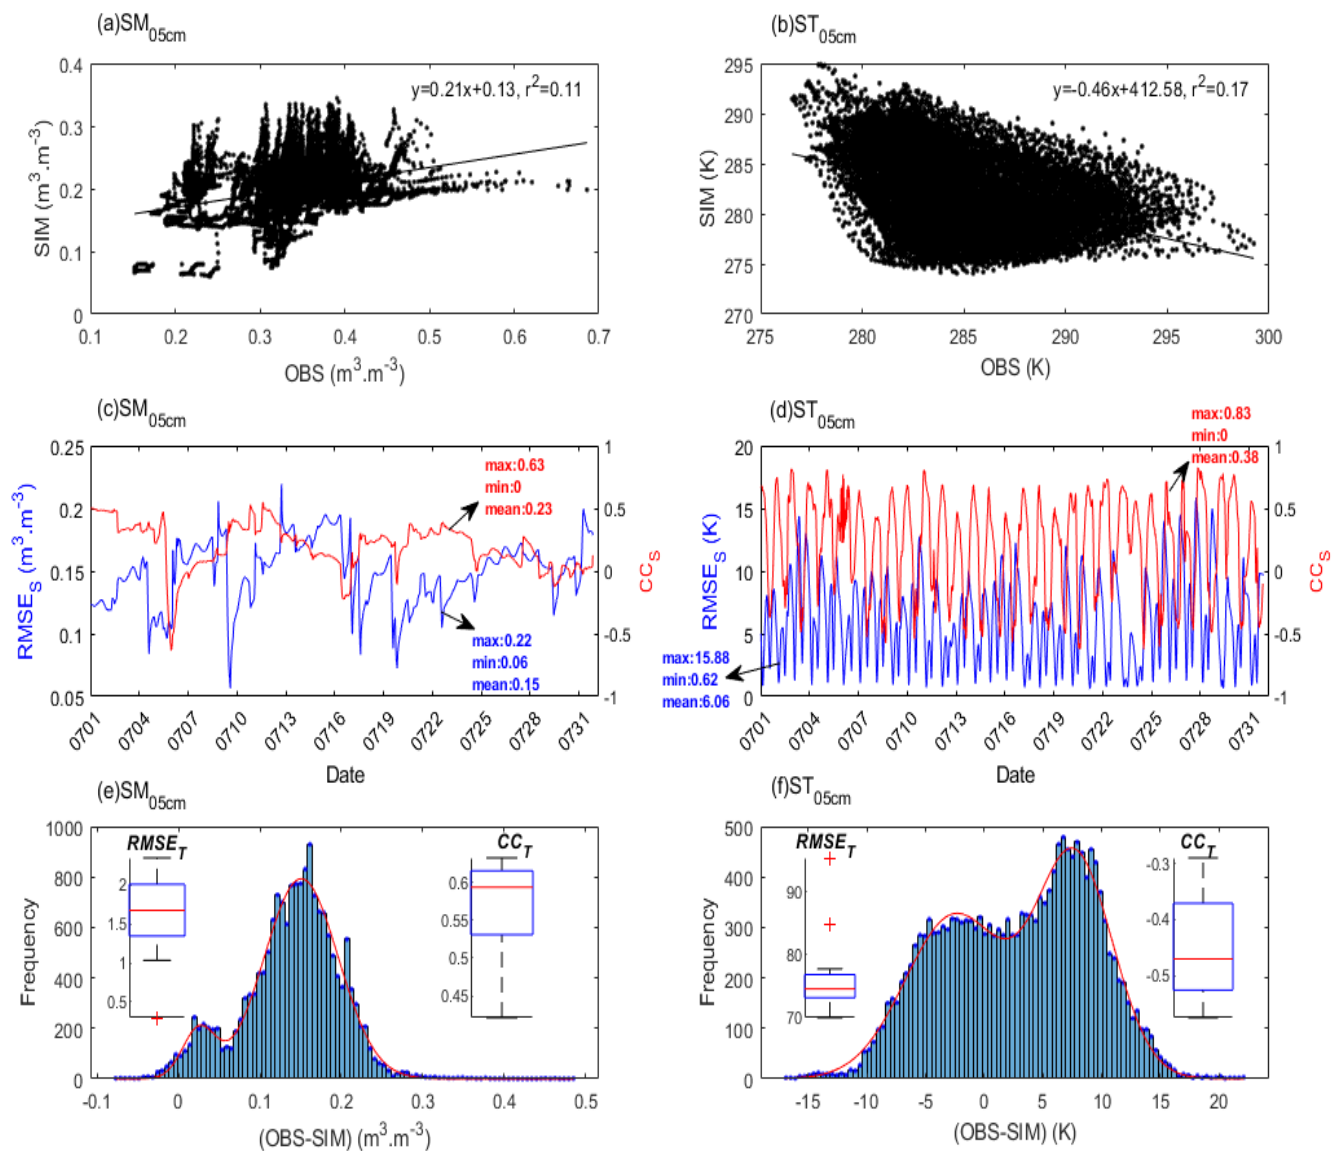 (a)SM05cm
y=0.21x+0.13, r2=0.11
0.4
0.3
0.2
0.1
0
SIM (m3.m-3)
0.1 0.2 0.3 0.4 0.5 0.6 0.7
OBS (m3.m-3)
(b)ST05cm
y=-0.46x+412.58, r2=0.17
295
290
285
280
275
270
SIM (K)
275 280 285 290 295 300
OBS (K)
(c)SM05cm
0.25
0.2
0.15
0.1
0.05
RMSES (m3.m-3)
max:0.63
min:0
mean:0.23
max:0.22
min:0.06
mean:0.15
1
0.5
0
-0.5
-1
CCS
0701 0704 0707 0710 0713 0716 0719 0722 0725 0728 0731
Date
(d)ST05cm
max:0.83
min:0
mean:0.38
20
15
10
5
0
RMSES (K)
max:15.88
min:0.62
mean:6.06
1
0.5
0
-0.5
-1
CCS
0701 0704 0707 0710 0713 0716 0719 0722 0725 0728 0731
Date
(e)SM05cm
1000
800
600
400
200
0
Frequency
RMSET
2
1.5
1
0.5
CCT
0.6
0.55
0.5
0.45
-0.1 0 0.1 0.2 0.3 0.4 0.5
(OBS-SIM) (m3.m-3)
(f)ST05cm
500
400
300
200
100
0
Frequency
RMSET
90
80
70
CCT
-0.3
-0.4
-0.5
-15 -10 -5 0 5 10 15 20
(OBS-SIM) (K)